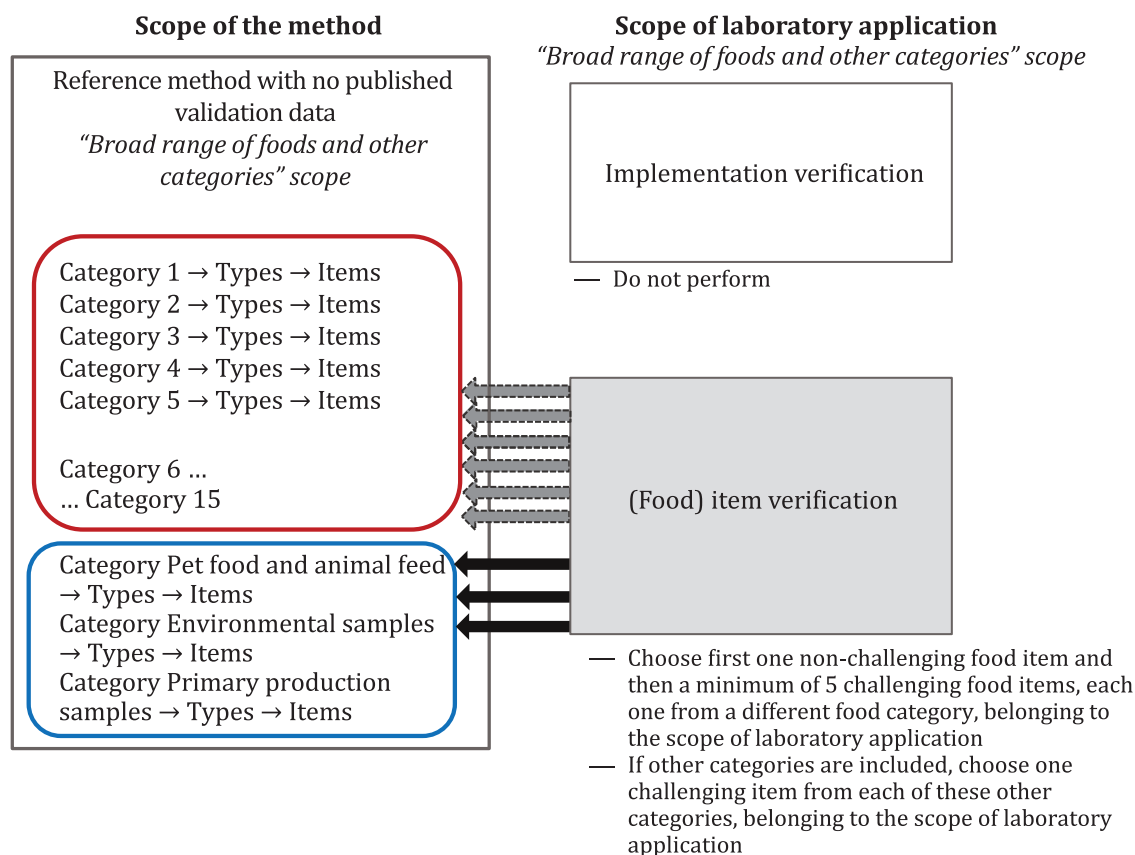 Scope of the method
Reference method with no published
validation data
“Broad range of foods and other
categories” scope
Category 1 → Types → Items
Category 2 → Types → Items
Category 3 → Types → Items
Category 4 → Types → Items
Category 5 → Types → Items
Category 6 ...
... Category 15
Category Pet food and animal feed
→ Types → Items
Category Environmental samples
→ Types → Items
Category Primary production
samples → Types → Items
Scope of laboratory application
“Broad range of foods and other categories” scope
Implementation verification
— Do not perform
(Food) item verification
— Choose first one non-challenging food item and
then a minimum of 5 challenging food items, each
one from a different food category, belonging to
the scope of laboratory application
— If other categories are included, choose one
challenging item from each of these other
categories, belonging to the scope of laboratory
application